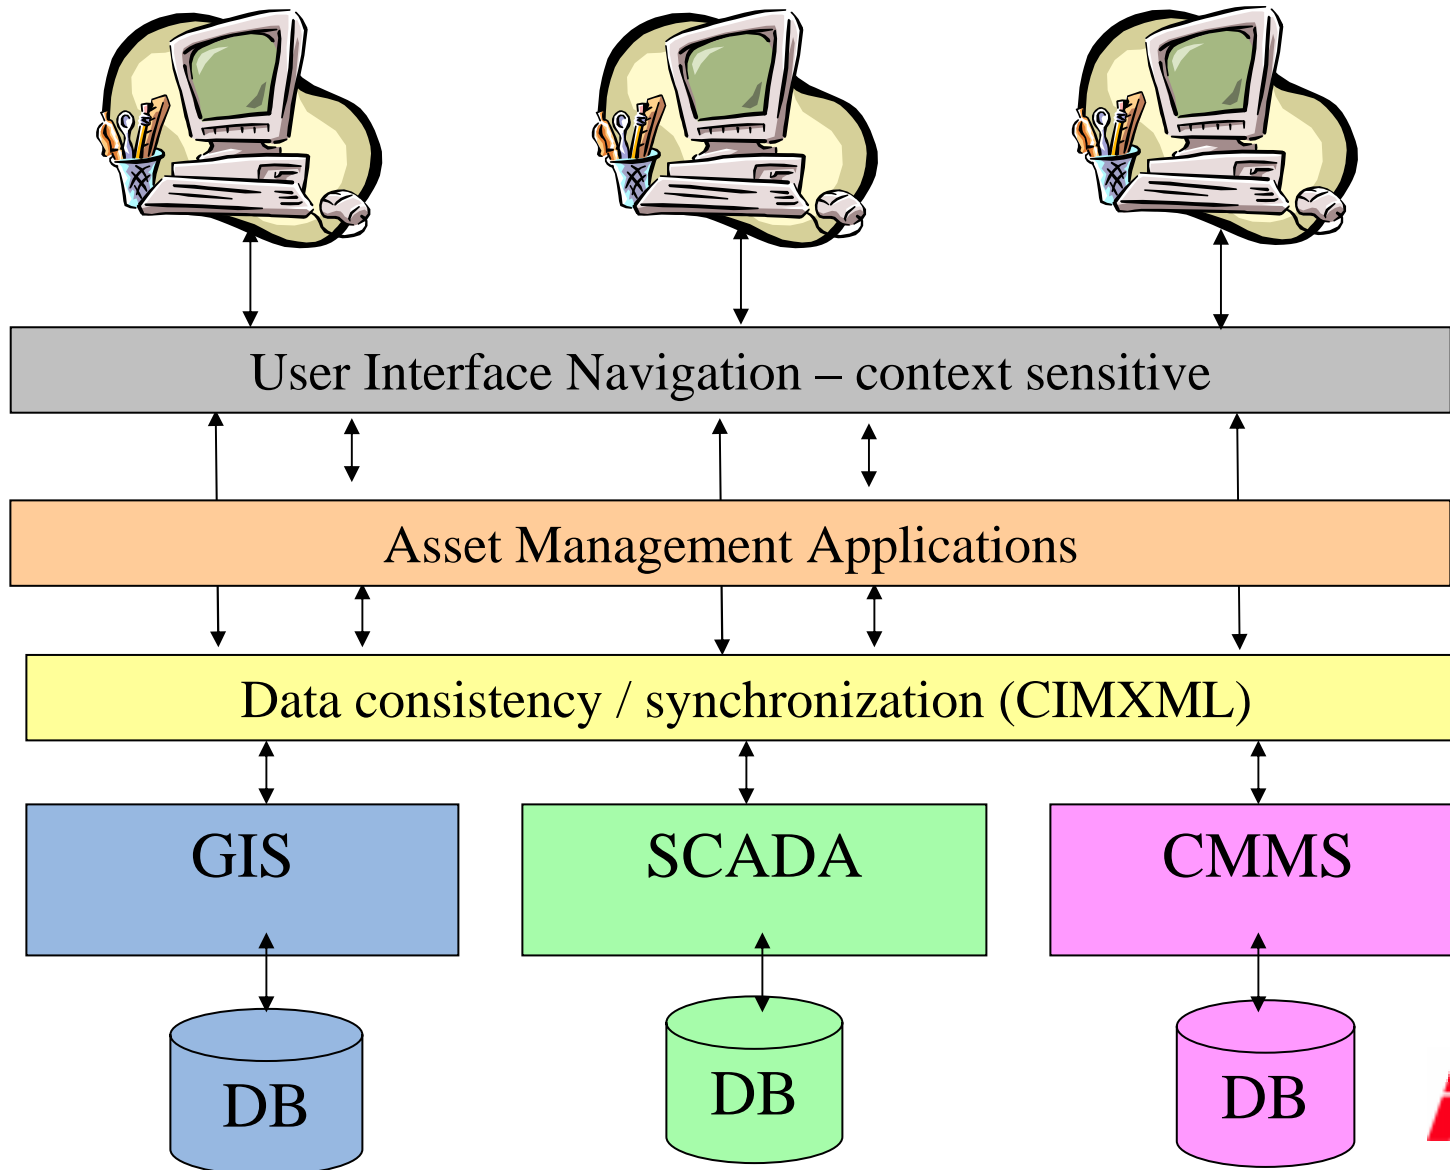 User Interface Navigation – context sensitive
Asset Management Applications
Data consistency / synchronization (CIMXML)
GIS
SCADA
CMMS
DB
DB
DB